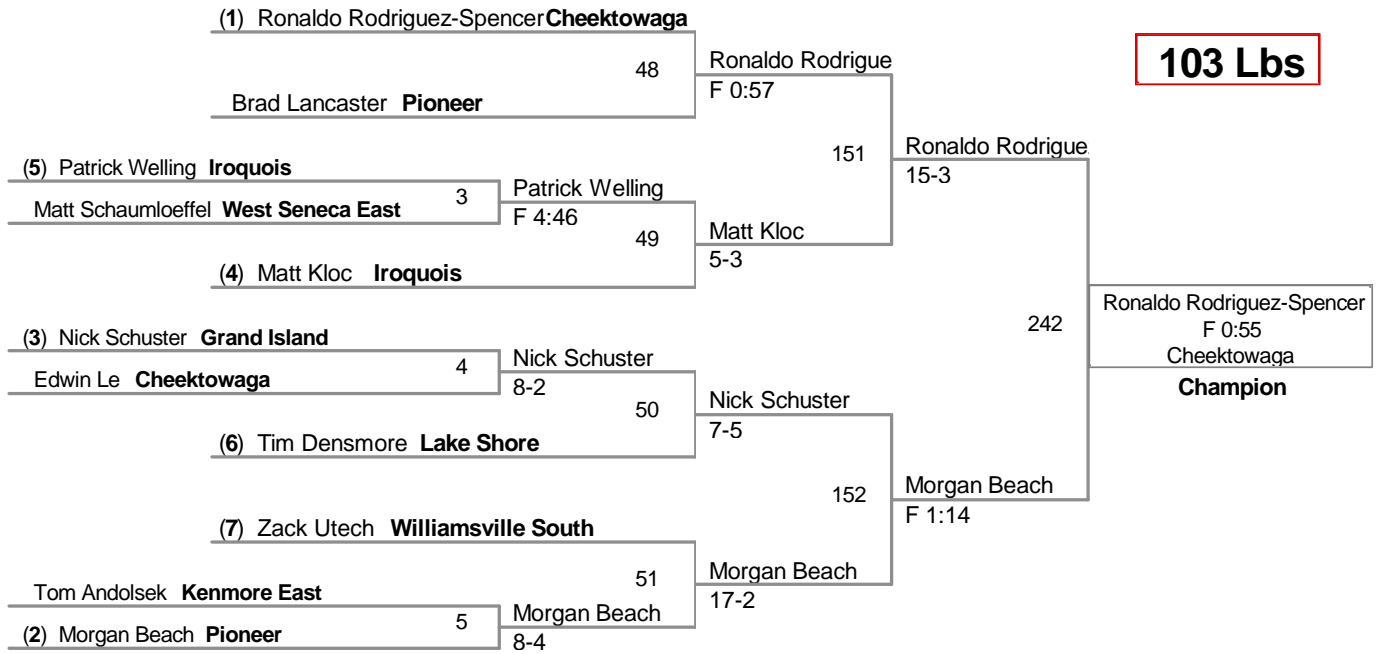 (1) Ronaldo Rodriguez-Spencer Cheektowaga
48
Ronaldo Rodrigue
F 0:57
103 Lbs
Brad Lancaster Pioneer
151
Ronaldo Rodrigue
15-3
(5) Patrick Welling Iroquois
3
Patrick Welling
F 4:46
Matt Schaumloeffel West Seneca East
49
Matt Kloc
5-3
(4) Matt Kloc Iroquois
242
Ronaldo Rodriguez-Spencer
F 0:55
Cheektowaga
Champion
(3) Nick Schuster Grand Island
4
Nick Schuster
8-2
Edwin Le Cheektowaga
50
Nick Schuster
7-5
(6) Tim Densmore Lake Shore
152
Morgan Beach
F 1:14
(7) Zack Utech Williamsville South
51
Morgan Beach
17-2
Tom Andolsek Kenmore East
5
Morgan Beach
8-4
(2) Morgan Beach Pioneer